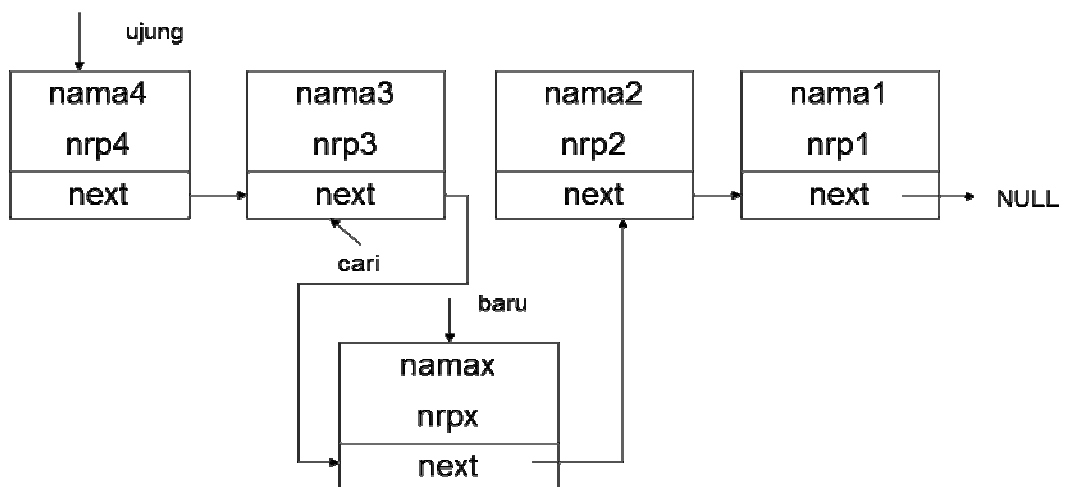 ujung
nama4
nrp4
next
nama3
nrp3
next
nama2
nrp2
next
nama1
nrp1
next
NULL
cari
baru
namax
nrpx
next